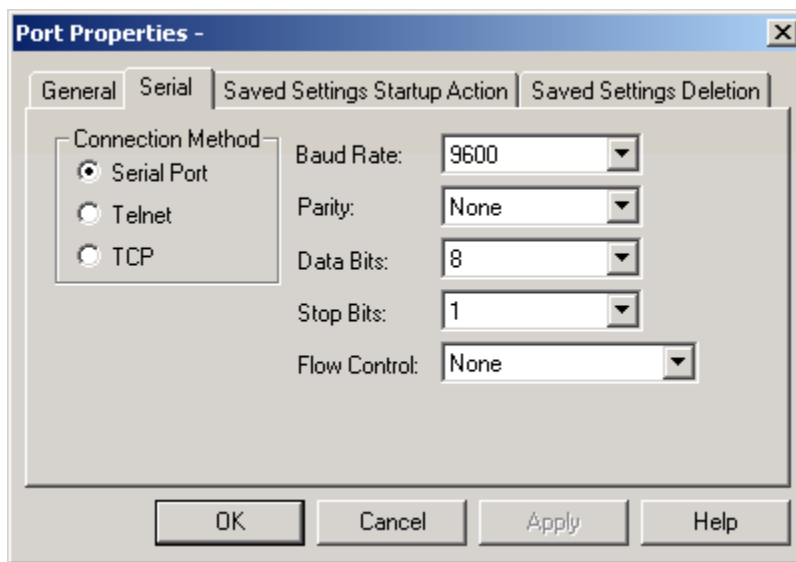 Port Properties -
General Serial Saved Settings Startup Action Saved Settings Deletion
Connection Method
Serial Port
Telnet
TCP
Baud Rate: 9600
Parity: None
Data Bits: 8
Stop Bits: 1
Flow Control: None
OK Cancel Apply Help